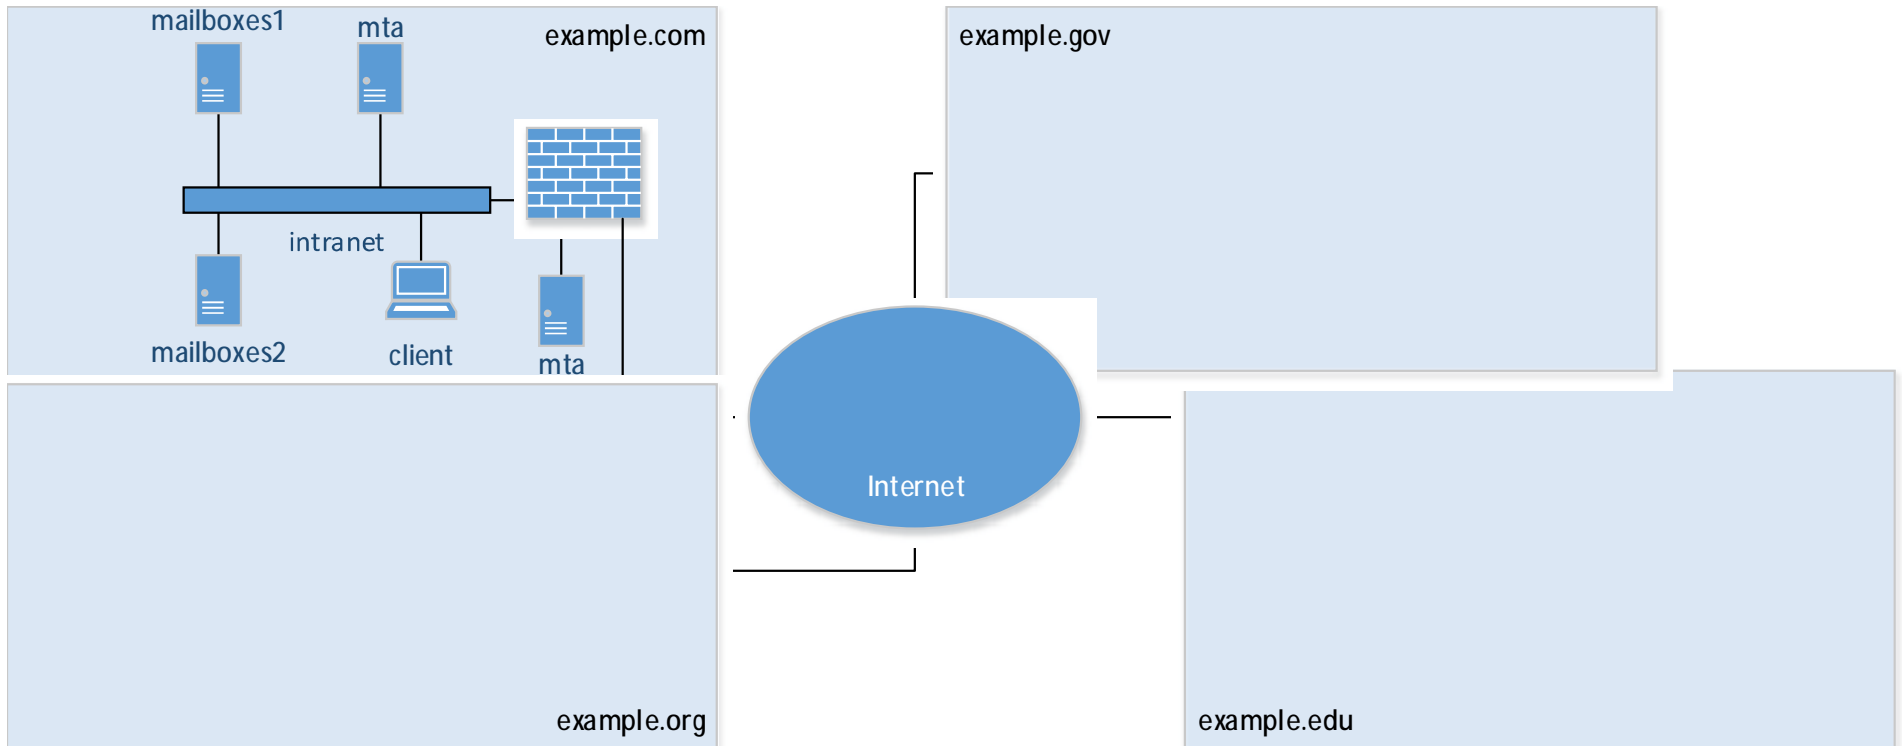 mailboxes1
mta
example.com
example.gov
intranet
mailboxes2
client
mta
Internet
example.org
example.edu